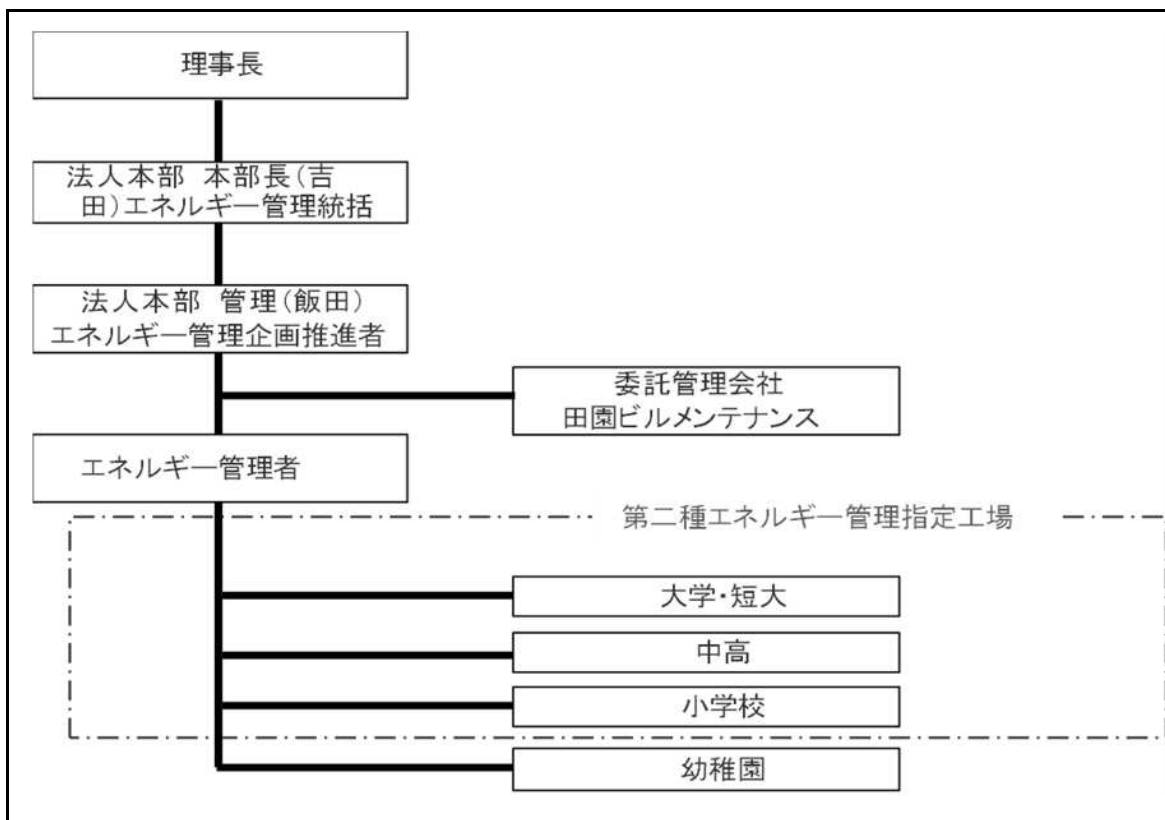 理事長
法人本部 本部長(吉
田)エネルギー管理統括
法人本部 管理(飯田)
エネルギー管理企画推進者
委託管理会社
田園ビルメンテナンス
エネルギー管理者
第二種エネルギー管理指定工場
大学・短大
中高
小学校
幼稚園